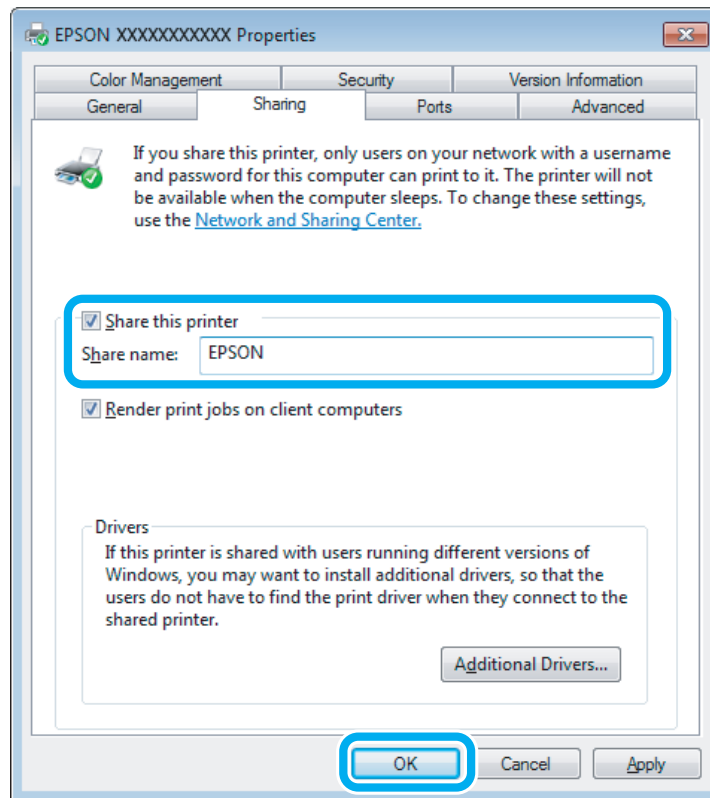 EPSON XXXXXXXXXXX Properties
Color Management Security Version Information
General Sharing Ports Advanced
If you share this printer, only users on your network with a username
and password for this computer can print to it. The printer will not
be available when the computer sleeps. To change these settings,
use the Network and Sharing Center.
Share this printer
Share name: EPSON
Render print jobs on client computers
Drivers
If this printer is shared with users running different versions of
Windows, you may want to install additional drivers, so that the
users do not have to find the print driver when they connect to the
shared printer.
Additional Drivers...
OK Cancel Apply